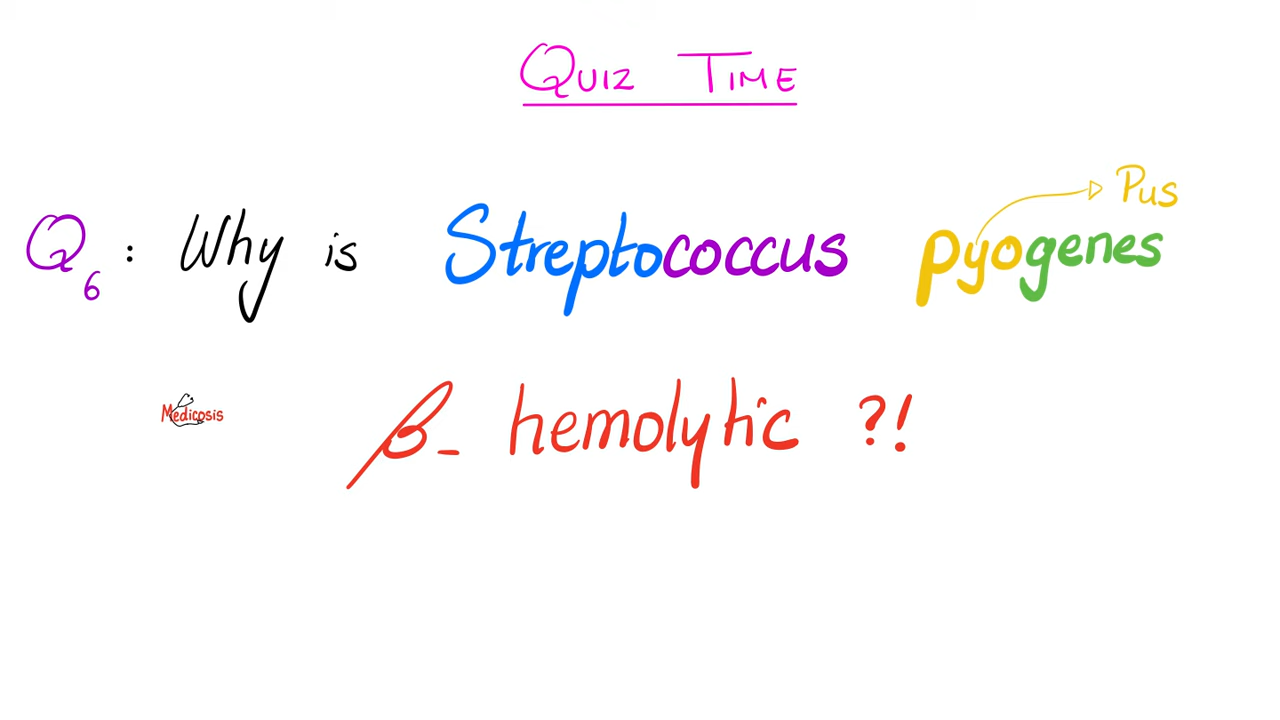 QUIZ TIME
Pus
Q6 : Why is Streptococcus pyogenes
Medicosis
β- hemolytic ?!